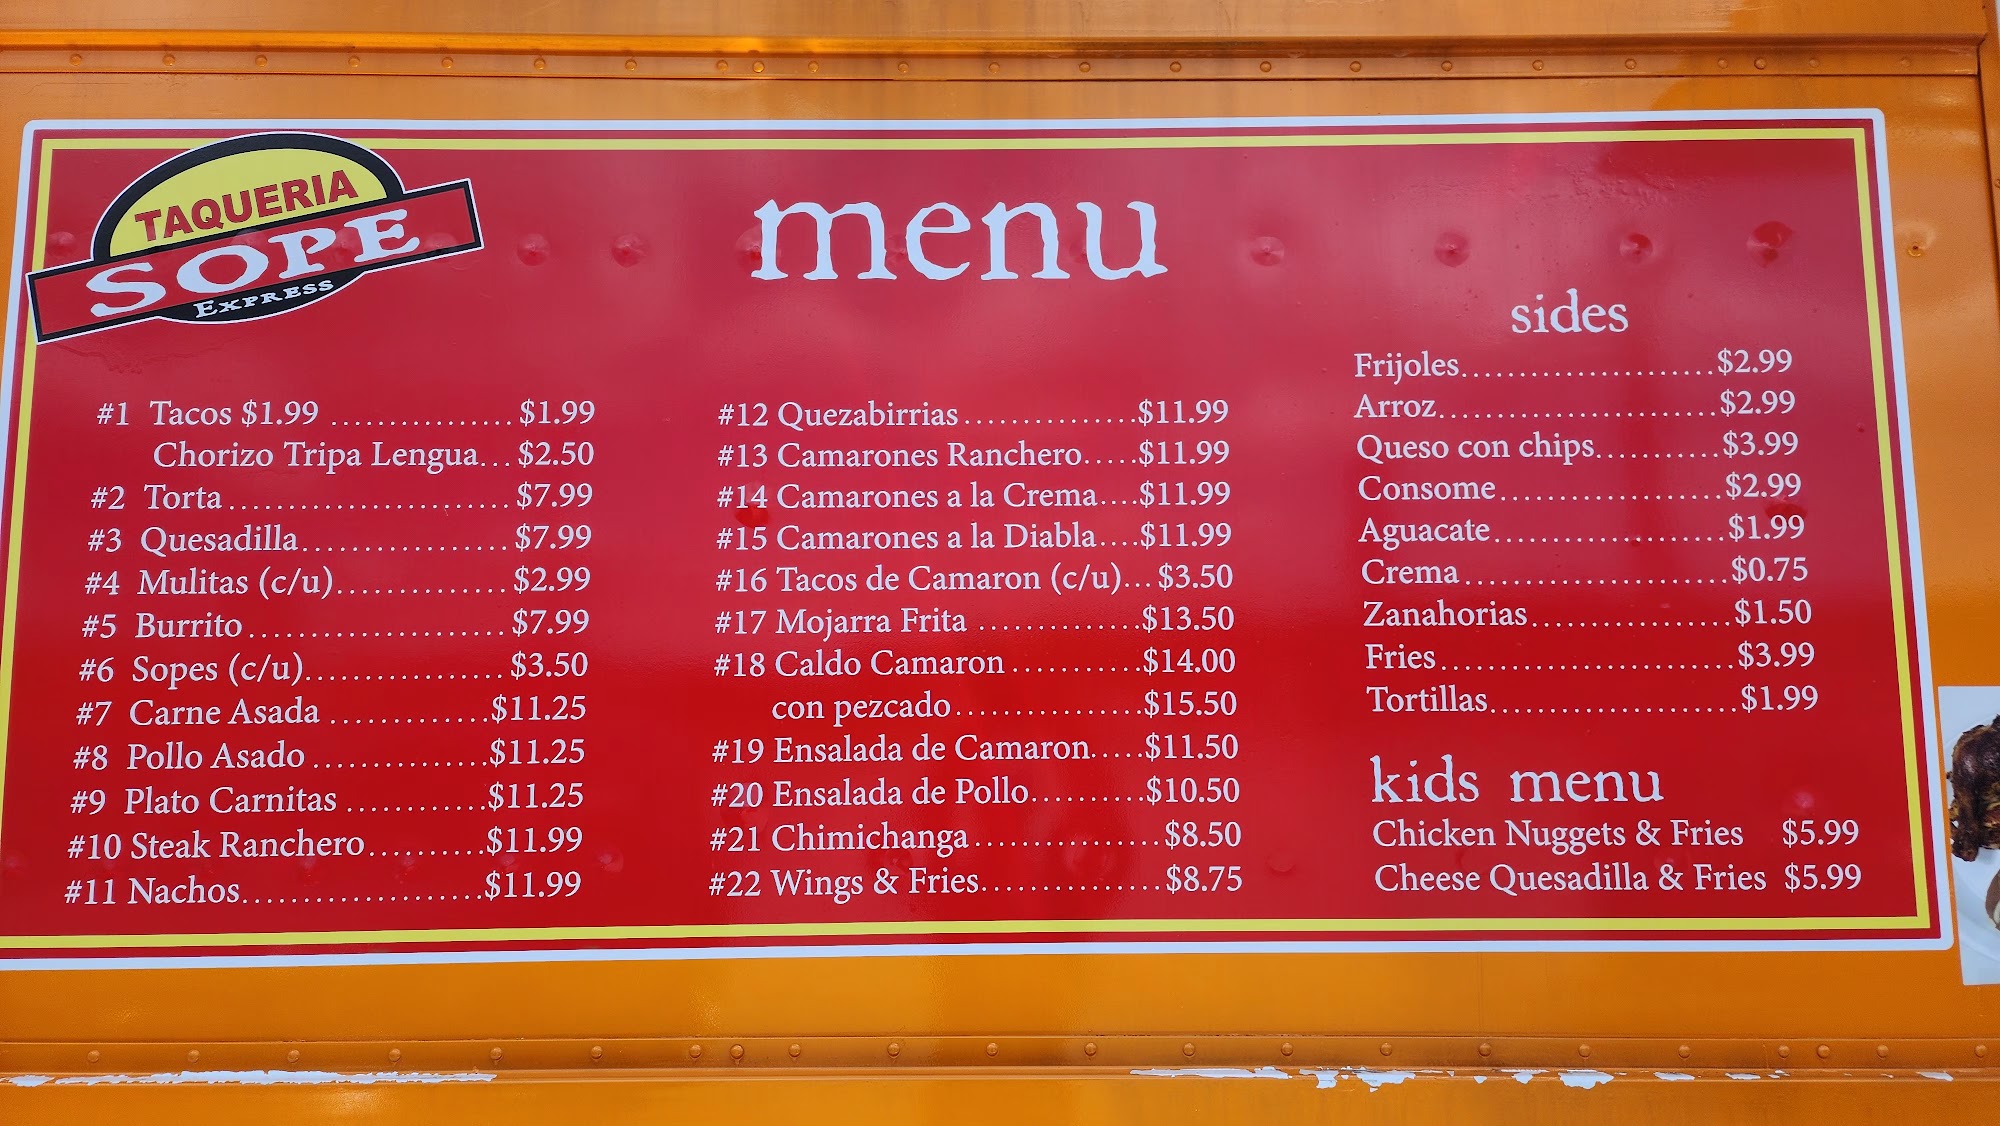 TAQUERIA
SOPE
EXPRESS
menu
#1 Tacos $1.99 ................ $1.99
Chorizo Tripa Lengua... $2.50
#2 Torta ........................ $7.99
#3 Quesadilla.................. $7.99
#4 Mulitas (c/u)............... $2.99
#5 Burrito ...................... $7.99
#6 Sopes (c/u)................. $3.50
#7 Carne Asada ..............$11.25
#8 Pollo Asado ...............$11.25
#9 Plato Carnitas ............$11.25
#10 Steak Ranchero..........$11.99
#11 Nachos.....................$11.99
#12 Quezabirrias...............$11.99
#13 Camarones Ranchero.....$11.99
#14 Camarones a la Crema....$11.99
#15 Camarones a la Diabla....$11.99
#16 Tacos de Camaron (c/u)... $3.50
#17 Mojarra Frita ..............$13.50
#18 Caldo Camaron ...........$14.00
con pezcado................$15.50
#19 Ensalada de Camaron.....$11.50
#20 Ensalada de Pollo..........$10.50
#21 Chimichanga ................ $8.50
#22 Wings & Fries................ $8.75
sides
Frijoles......................$2.99
Arroz........................$2.99
Queso con chips...........$3.99
Consome...................$2.99
Aguacate....................$1.99
Crema.......................$0.75
Zanahorias.................$1.50
Fries.........................$3.99
Tortillas.....................$1.99
kids menu
Chicken Nuggets & Fries $5.99
Cheese Quesadilla & Fries $5.99